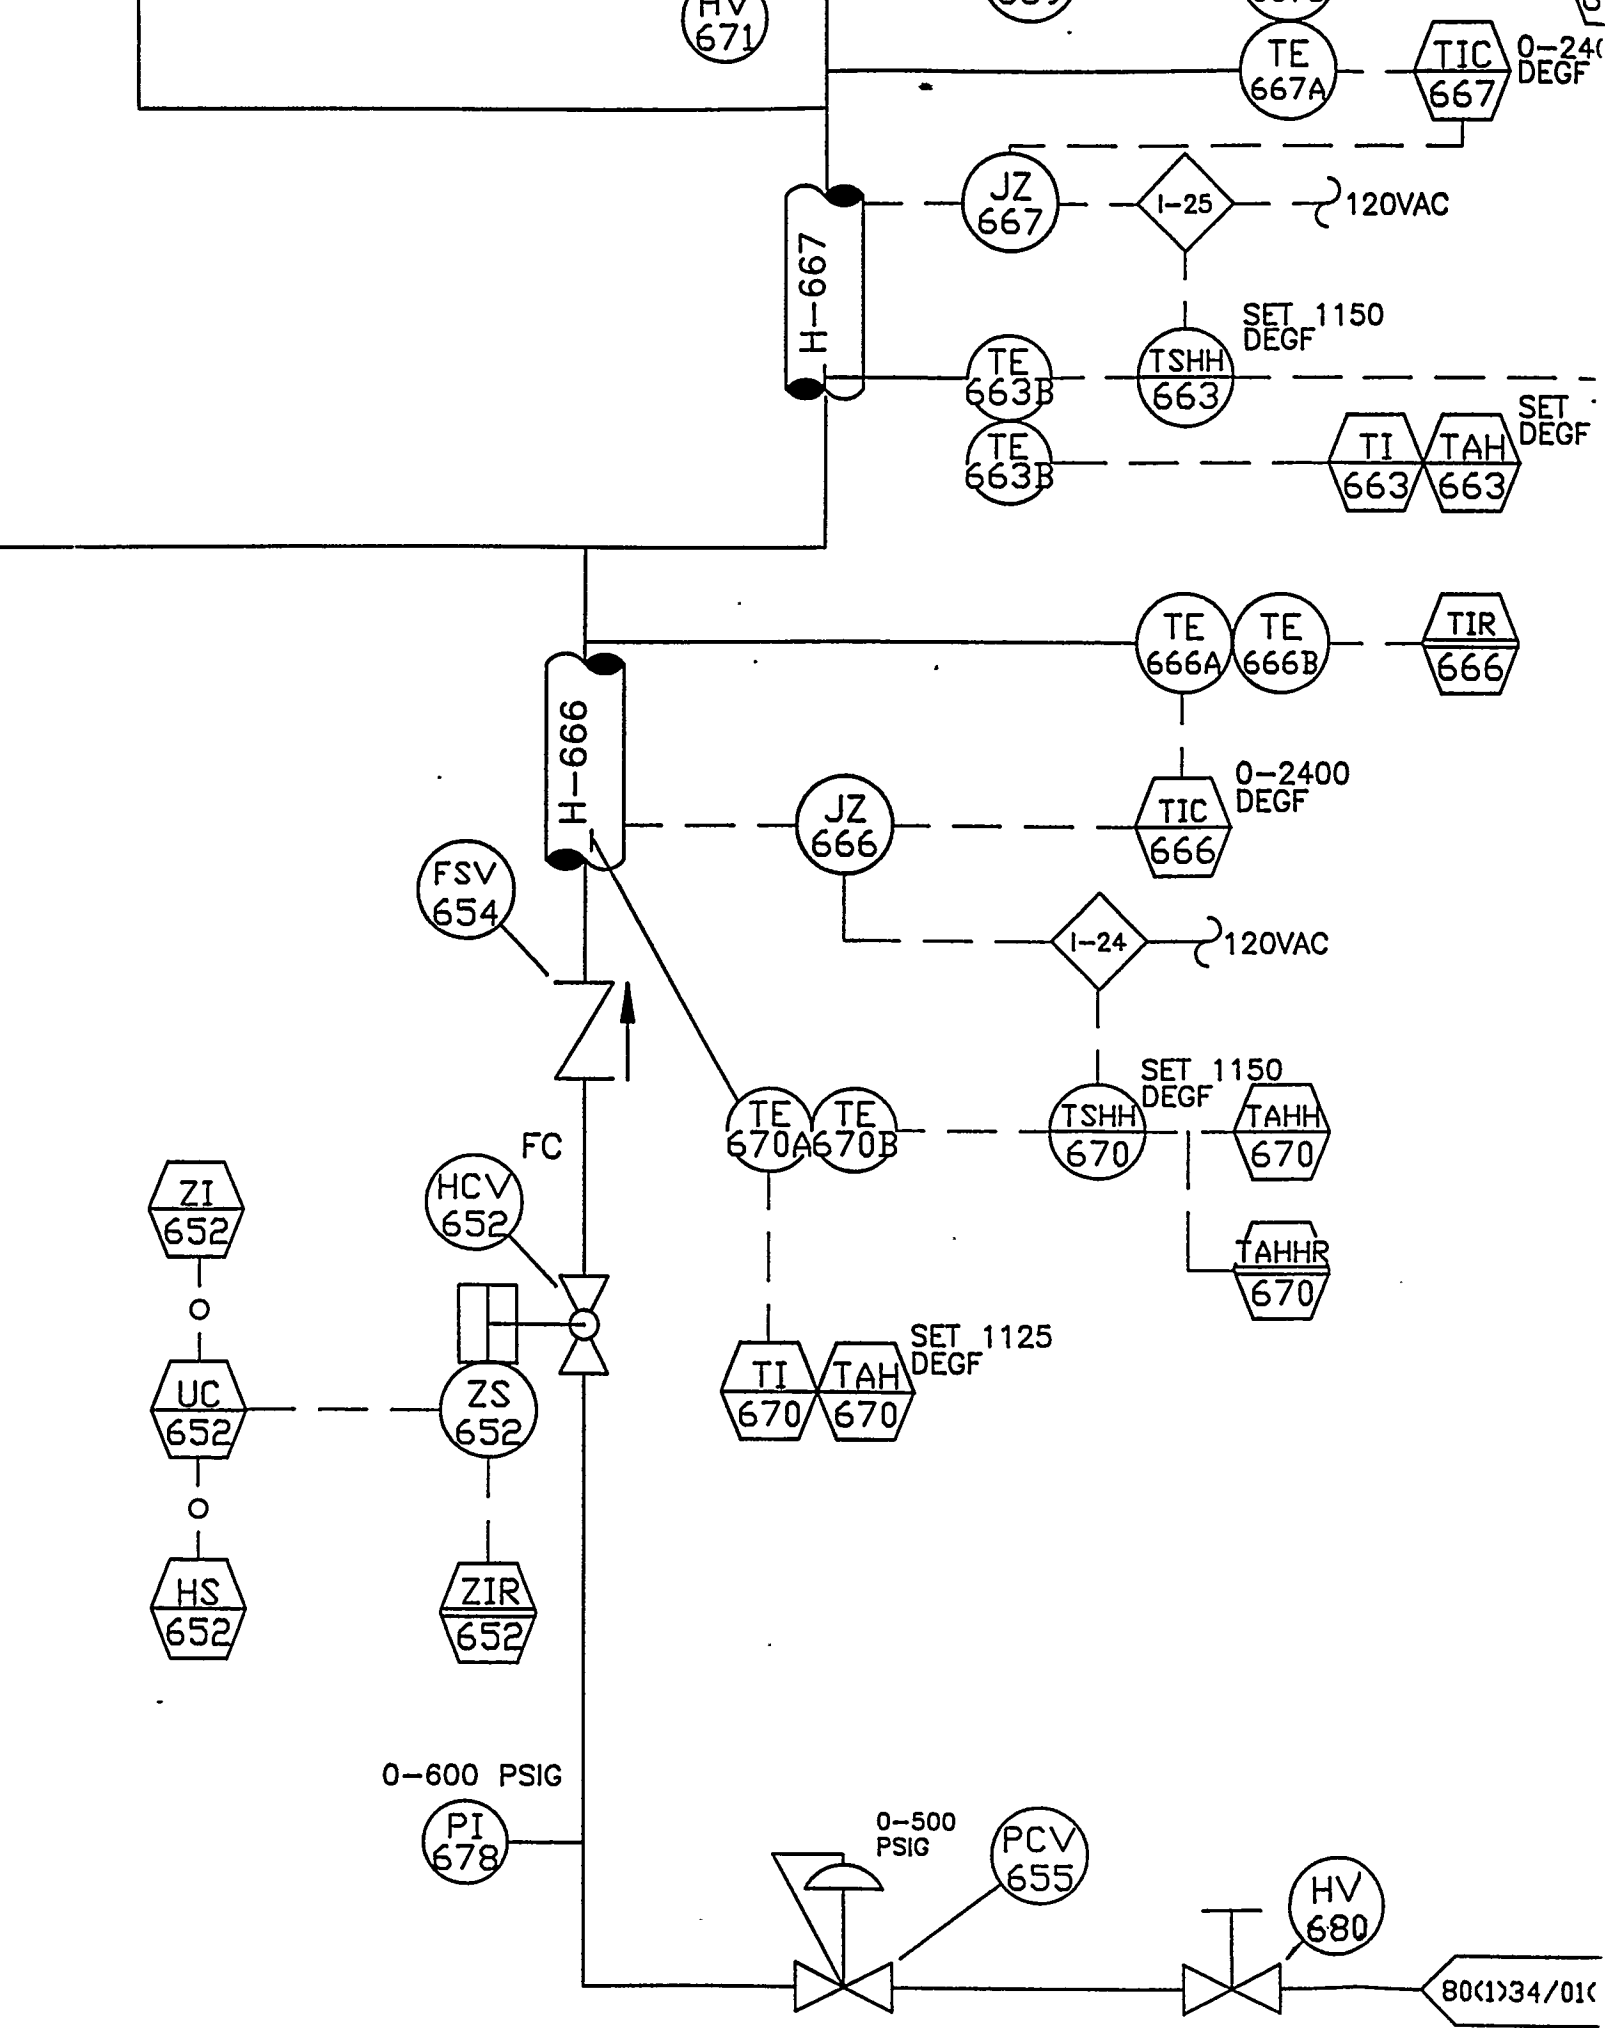 HV
671
TE
667A
TIC
667
0-240
DEGF
JZ
667
I-25
120VAC
H-667
SET 1150
DEGF
TE
663B
TSHH
663
TE
663B
TI
663
TAH
663
SET
DEGF
TE
666A
TE
666B
TIR
666
H-666
0-2400
DEGF
JZ
666
TIC
666
FSV
654
I-24
120VAC
SET 1150
DEGF
TE
670A
TE
670B
TSHH
670
TAHH
670
FC
HCV
652
ZI
652
TAHHR
670
SET 1125
DEGF
TI
670
TAH
670
UC
652
ZS
652
HS
652
ZIR
652
0-600 PSIG
PI
678
0-500
PSIG
PCV
655
HV
680
80(1)34/01(